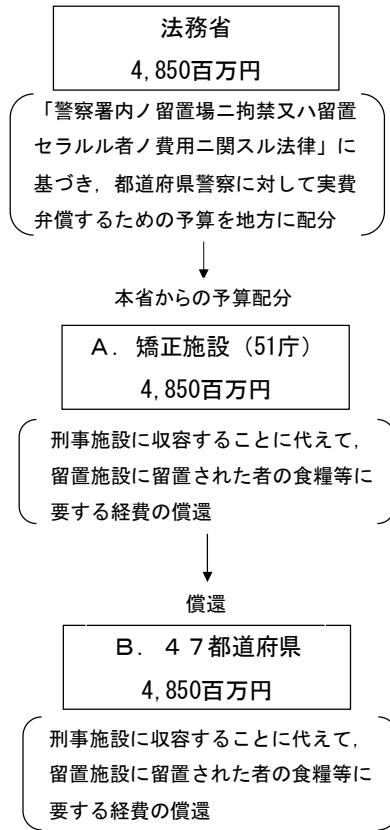 法務省
4,850百万円
「警察署内ノ留置場ニ拘禁又ハ留置
セラルル者ノ費用ニ関スル法律」に
基づき，都道府県警察に対して実費
弁償するための予算を地方に配分
本省からの予算配分
Ａ．矯正施設（51庁）
4,850百万円
刑事施設に収容することに代えて，
留置施設に留置された者の食糧等に
要する経費の償還
償還
Ｂ．４７都道府県
4,850百万円
刑事施設に収容することに代えて，
留置施設に留置された者の食糧等に
要する経費の償還